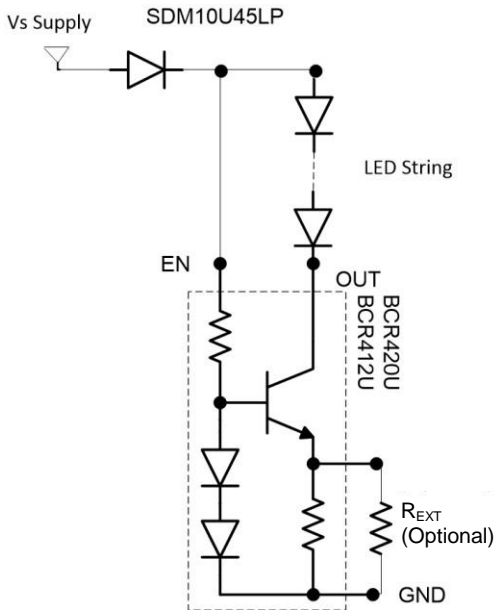 SDM10U45LP
Vs Supply
LED String
EN
OUT
BCR420U
BCR412U
REXT
(Optional)
GND